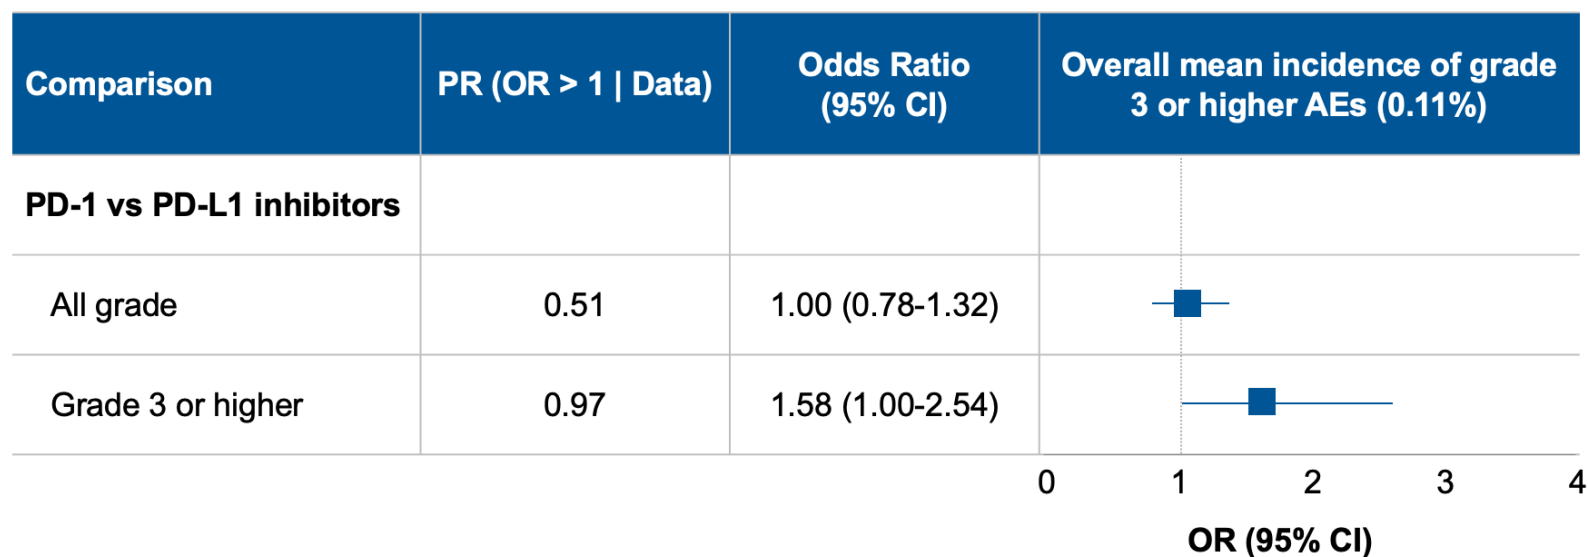 Comparison
PR (OR > 1 | Data)
Odds Ratio
(95% CI)
Overall mean incidence of grade
3 or higher AEs (0.11%)
PD-1 vs PD-L1 inhibitors
All grade
0.51
1.00 (0.78-1.32)
Grade 3 or higher
0.97
1.58 (1.00-2.54)
0 1 2 3 4
OR (95% CI)